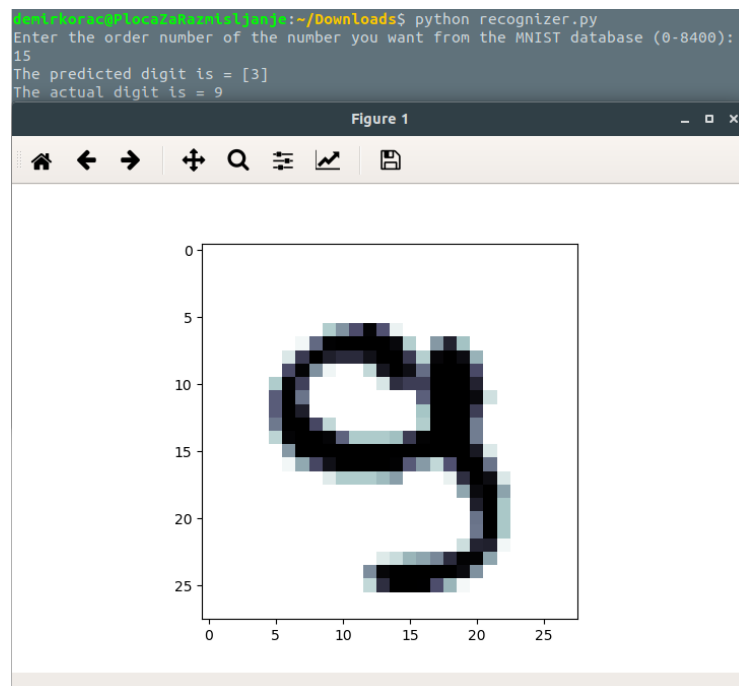 demirkorac@PlocaZaRazmisljanje:~/Downloads$ python recognizer.py
Enter the order number of the number you want from the MNIST database (0-8400):
15
The predicted digit is = [3]
The actual digit is = 9
Figure 1
0
5
10
15
20
25
9
0 5 10 15 20 25